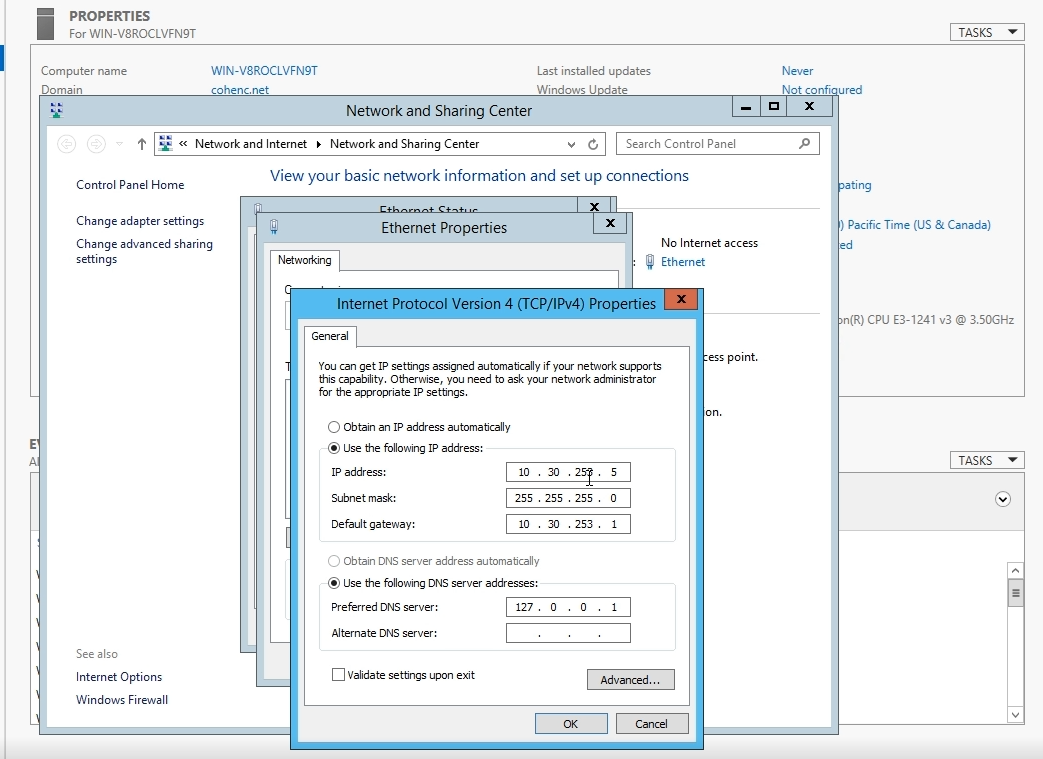 PROPERTIES
For WIN-V8ROCLVFN9T
TASKS
Computer name WIN-V8ROCLVFN9T Last installed updates Never
Domain cohenc.net Windows Update Not configured
Network and Sharing Center
« Network and Internet Network and Sharing Center Search Control Panel
Control Panel Home
View your basic network information and set up connections
Change adapter settings
Change advanced sharing
settings
Ethernet Status
Ethernet Properties
Networking
No Internet access
Ethernet
Pacific Time (US & Canada)
CPU E3-1241 v3 @ 3.50GHz
point.
Internet Protocol Version 4 (TCP/IPv4) Properties
General
You can get IP settings assigned automatically if your network supports
this capability. Otherwise, you need to ask your network administrator
for the appropriate IP settings.
Obtain an IP address automatically
Use the following IP address:
IP address: 10 . 30 . 253 . 5
Subnet mask: 255 . 255 . 255 . 0
Default gateway: 10 . 30 . 253 . 1
Obtain DNS server address automatically
Use the following DNS server addresses:
Preferred DNS server: 127 . 0 . 0 . 1
Alternate DNS server: . . .
Validate settings upon exit
Advanced...
OK Cancel
TASKS
See also
Internet Options
Windows Firewall